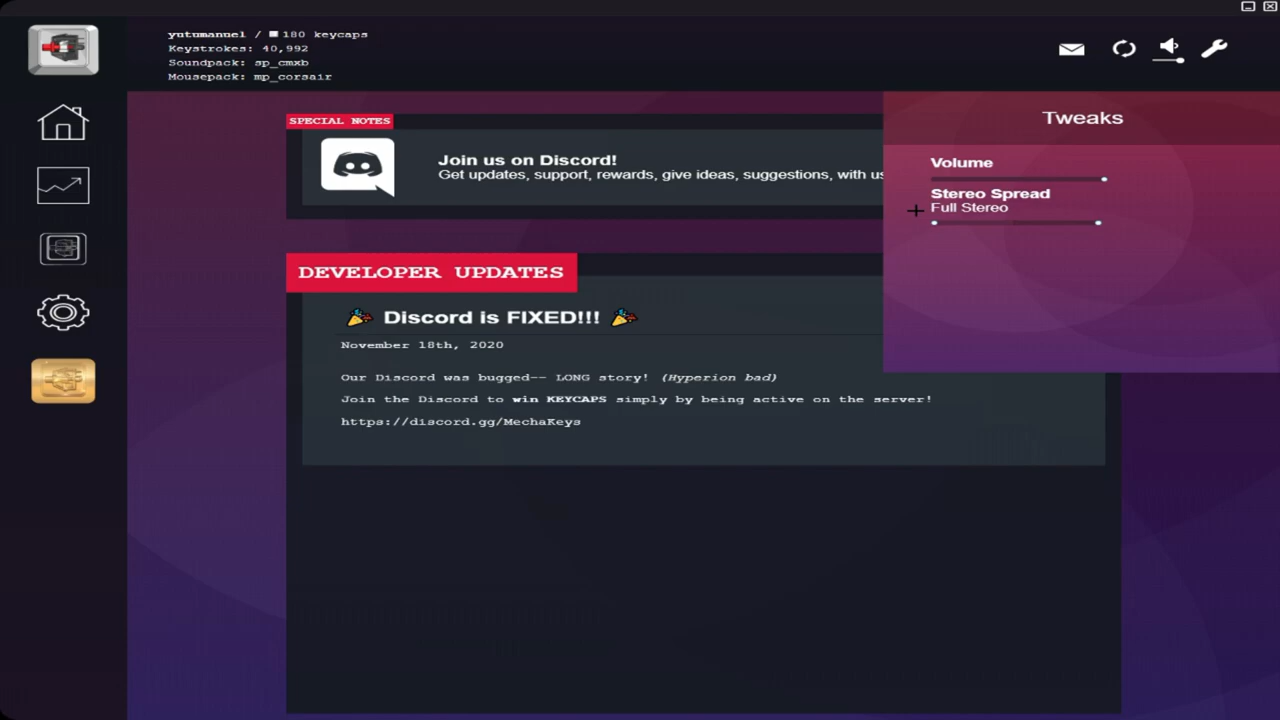 yutumanuel / 180 keycaps
Keystrokes: 40,992
Soundpack: sp_cmxb
Mousepack: mp_corsair
Tweaks
SPECIAL NOTES
Join us on Discord!
Get updates, support, rewards, give ideas, suggestions, with us
Volume
Stereo Spread
Full Stereo
DEVELOPER UPDATES
Discord is FIXED!!!
November 18th, 2020
Our Discord was bugged-- LONG story! (Hyperion bad)
Join the Discord to win KEYCAPS simply by being active on the server!
https://discord.gg/MechaKeys